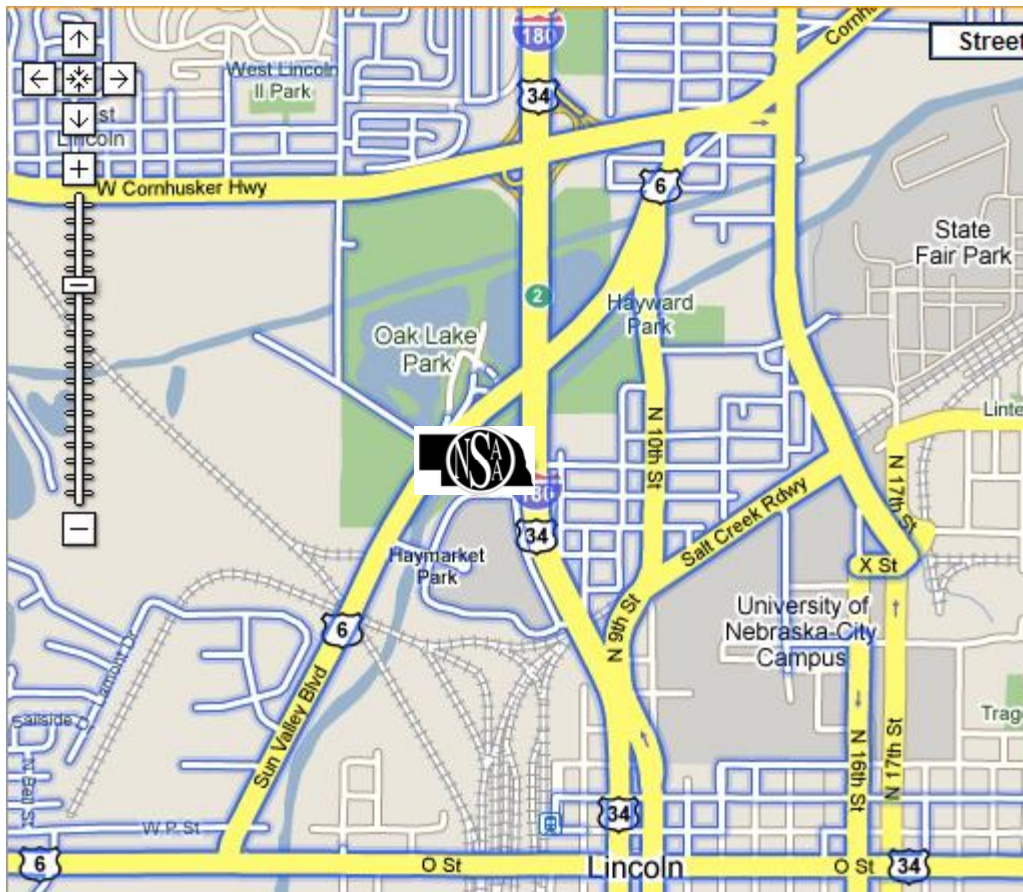 180
Cornh
Street
34
West Lincoln
II Park
st
Lincoln
W Cornhusker Hwy
6
State
Fair Park
2
Hayward
Park
Oak Lake
Park
Linte
N 10th St
NSAA
180
34
N 17th St
Salt Creek Rdwy
Haymarket
Park
X St
6
N 9th St
University of
Nebraska-City
Campus
Lamont Dr
Sun Valley Blvd
Trag
N Bell St
N 16th St
N 17th St
W P St
34
6
O St
Lincoln
O St
34